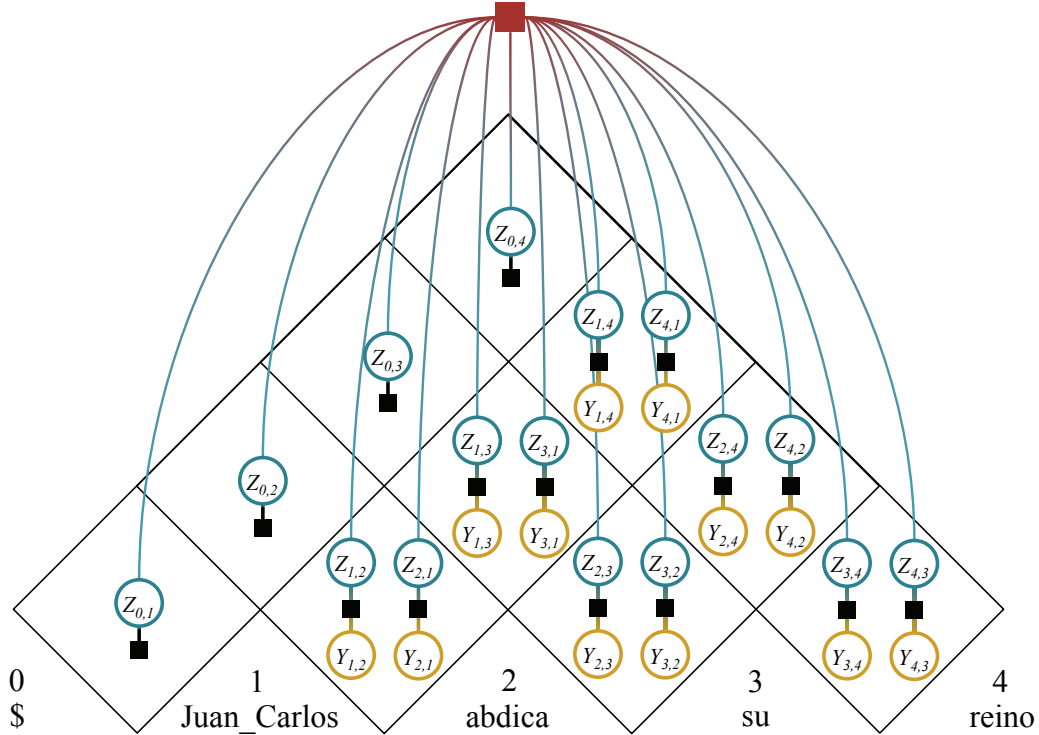 Z0,4
Z1,4 Z4,1
Z0,3
Y1,4 Y4,1
Z1,3 Z3,1 Z2,4 Z4,2
Z0,2
Y1,3 Y3,1 Y2,4 Y4,2
Z1,2 Z2,1 Z2,3 Z3,2 Z3,4 Z4,3
Z0,1
Y1,2 Y2,1 Y2,3 Y3,2 Y3,4 Y4,3
0 1 2 3 4
$ Juan_Carlos abdica su reino